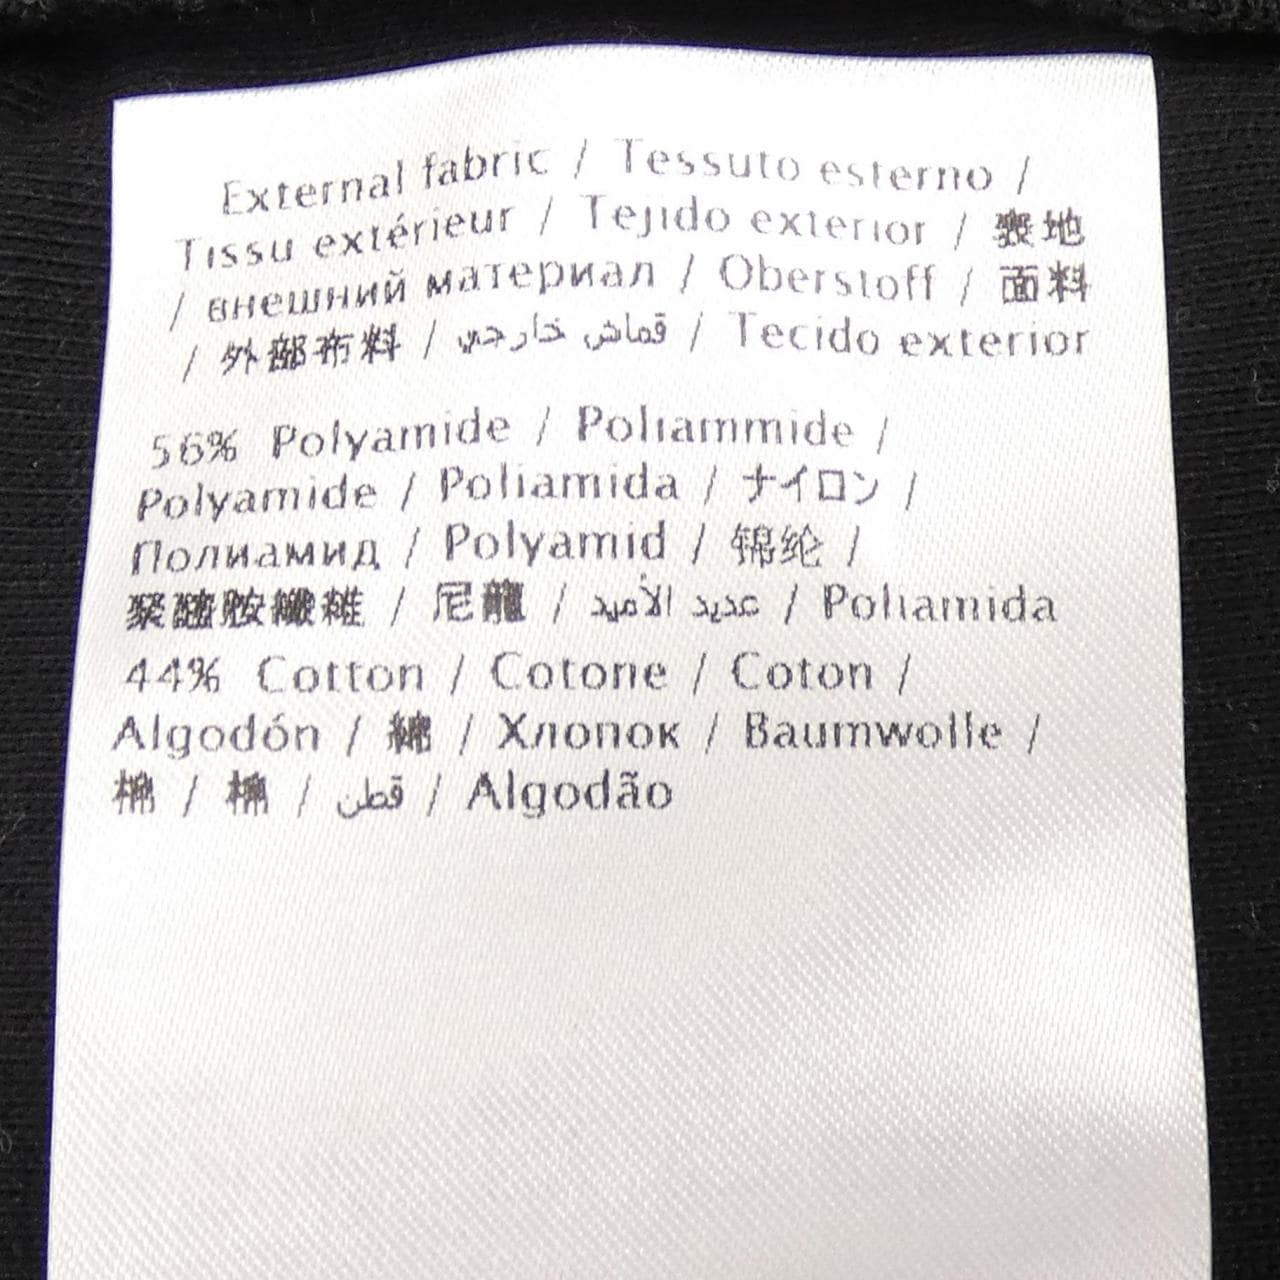 External fabric / Tessuto esterno /
Tissu extérieur / Tejido exterior / 表地
/ внешний материал / Oberstoff / 面料
/ 外部布料 / قماش خارجي / Tecido exterior
56% Polyamide / Poliammide /
Polyamide / Poliamida / ナイロン /
Полиамид / Polyamid / 锦纶 /
聚醯胺纖維 / 尼龍 / عديد الأميد / Poliamida
44% Cotton / Cotone / Coton /
Algodón / 綿 / Хлопок / Baumwolle /
棉 / 棉 / قطن / Algodão